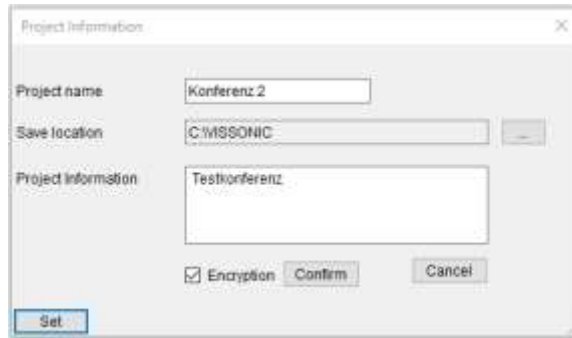 Project Information
Project name Konferenz 2
Save location C:\VISSONIC ...
Project Information Testkonferenz
Encryption Confirm Cancel
Set